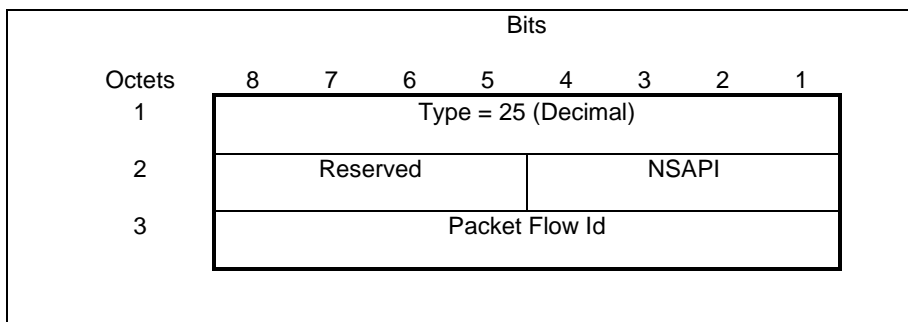 Bits
Octets 8 7 6 5 4 3 2 1
1 Type = 25 (Decimal)
2 Reserved NSAPI
3 Packet Flow Id